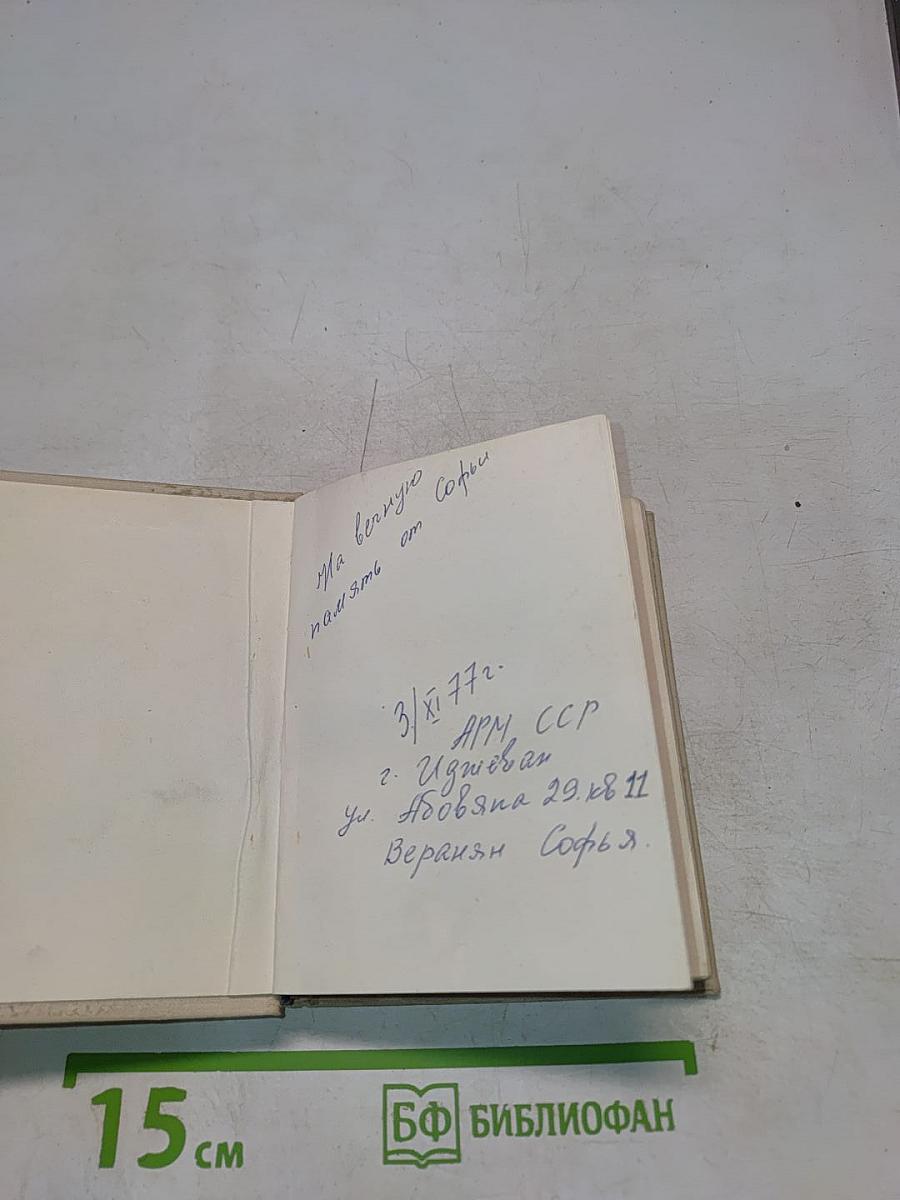 На вечную
память от Софьи
3/XI 77г.
АРМ ССР
г. Иджеван
ул. Абовяна 29. кв 11
Веранян Софья.
15 см
БФ БИБЛИОФАН